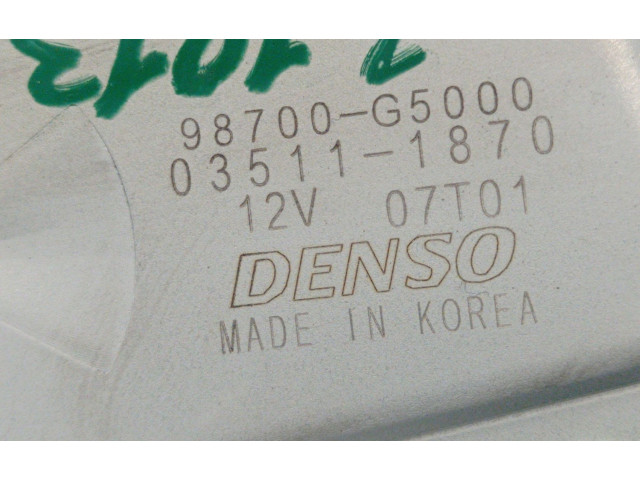 98700-G5000
03511-1870
12V 07T01
DENSO
MADE IN KOREA